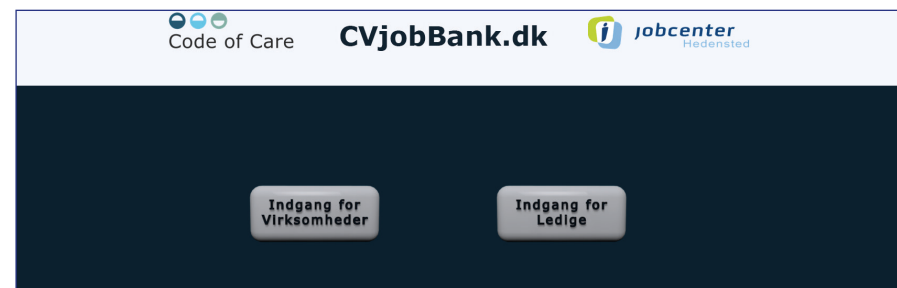 Code of Care
CVjobBank.dk
jobcenter
Hedensted
Indgang for
Virksomheder
Indgang for
Ledige